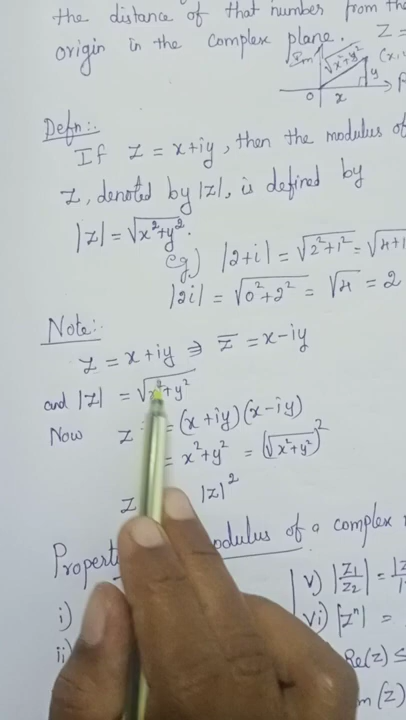 the distance of that number from the
origin in the complex plane.
Z =
Im
√x²+y²
(x,
y
0
x
Defn:-
If z = x+iy, then the modulus of
z, denoted by |z|, is defined by
|z| = √x²+y².
eg) |2+i| = √2²+1² = √4+1
|2i| = √0²+2² = √4 = 2
Note:-
z = x+iy ⇒ z̅ = x-iy
and |z| = √x²+y²
Now z = (x+iy)(x-iy)
= x²+y² = (√x²+y²)²
z |z|²
of a complex
i)
ii)
v) |z₁/z₂| =
vi) |zⁿ| =
Re(z) ≤